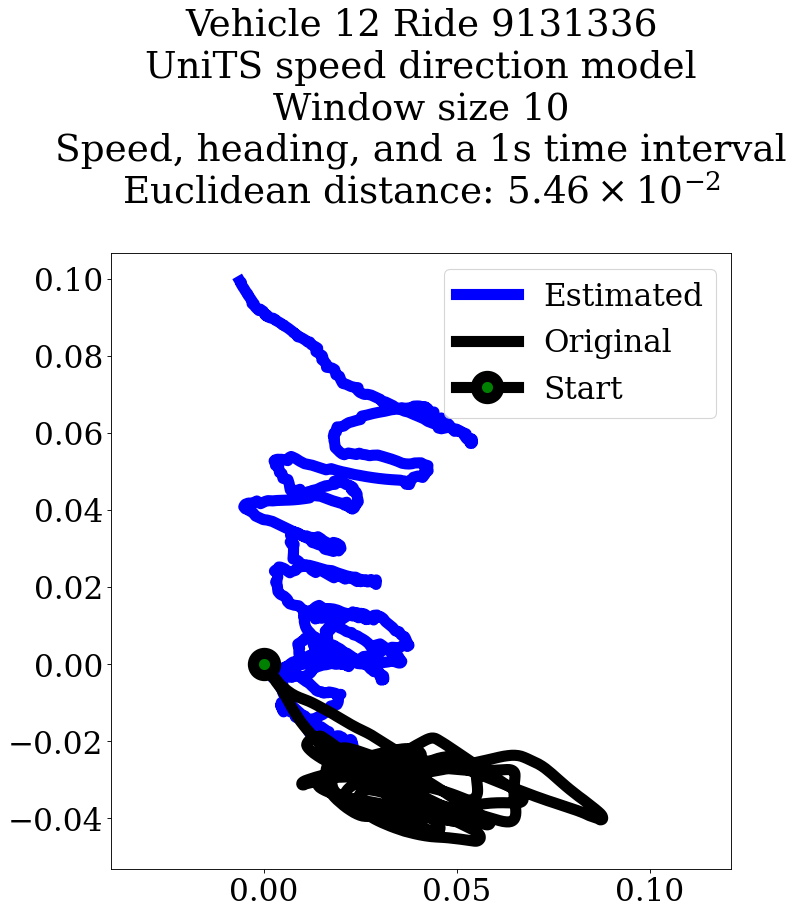 Vehicle 12 Ride 9131336
UniTS speed direction model
Window size 10
Speed, heading, and a 1s time interval
Euclidean distance: 5.46 × 10⁻²
0.10
0.08
0.06
0.04
0.02
0.00
−0.02
−0.04
Estimated
Original
Start
0.00 0.05 0.10